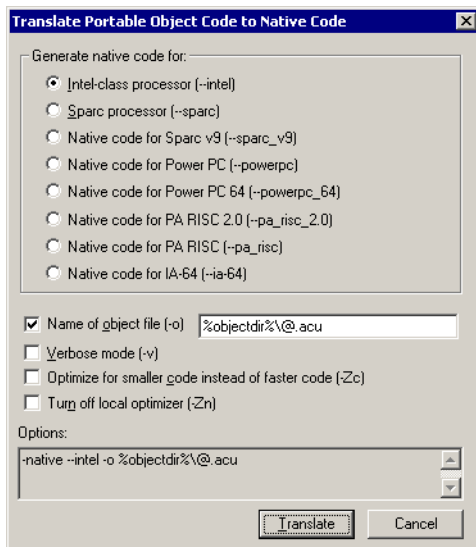 Translate Portable Object Code to Native Code
Generate native code for:
Intel-class processor (--intel)
Sparc processor (--sparc)
Native code for Sparc v9 (--sparc_v9)
Native code for Power PC (--powerpc)
Native code for Power PC 64 (--powerpc_64)
Native code for PA RISC 2.0 (--pa_risc_2.0)
Native code for PA RISC (--pa_risc)
Native code for IA-64 (--ia-64)
Name of object file (-o) %objectdir%\@.acu
Verbose mode (-v)
Optimize for smaller code instead of faster code (-Zc)
Turn off local optimizer (-Zn)
Options:
-native --intel -o %objectdir%\@.acu
Translate Cancel